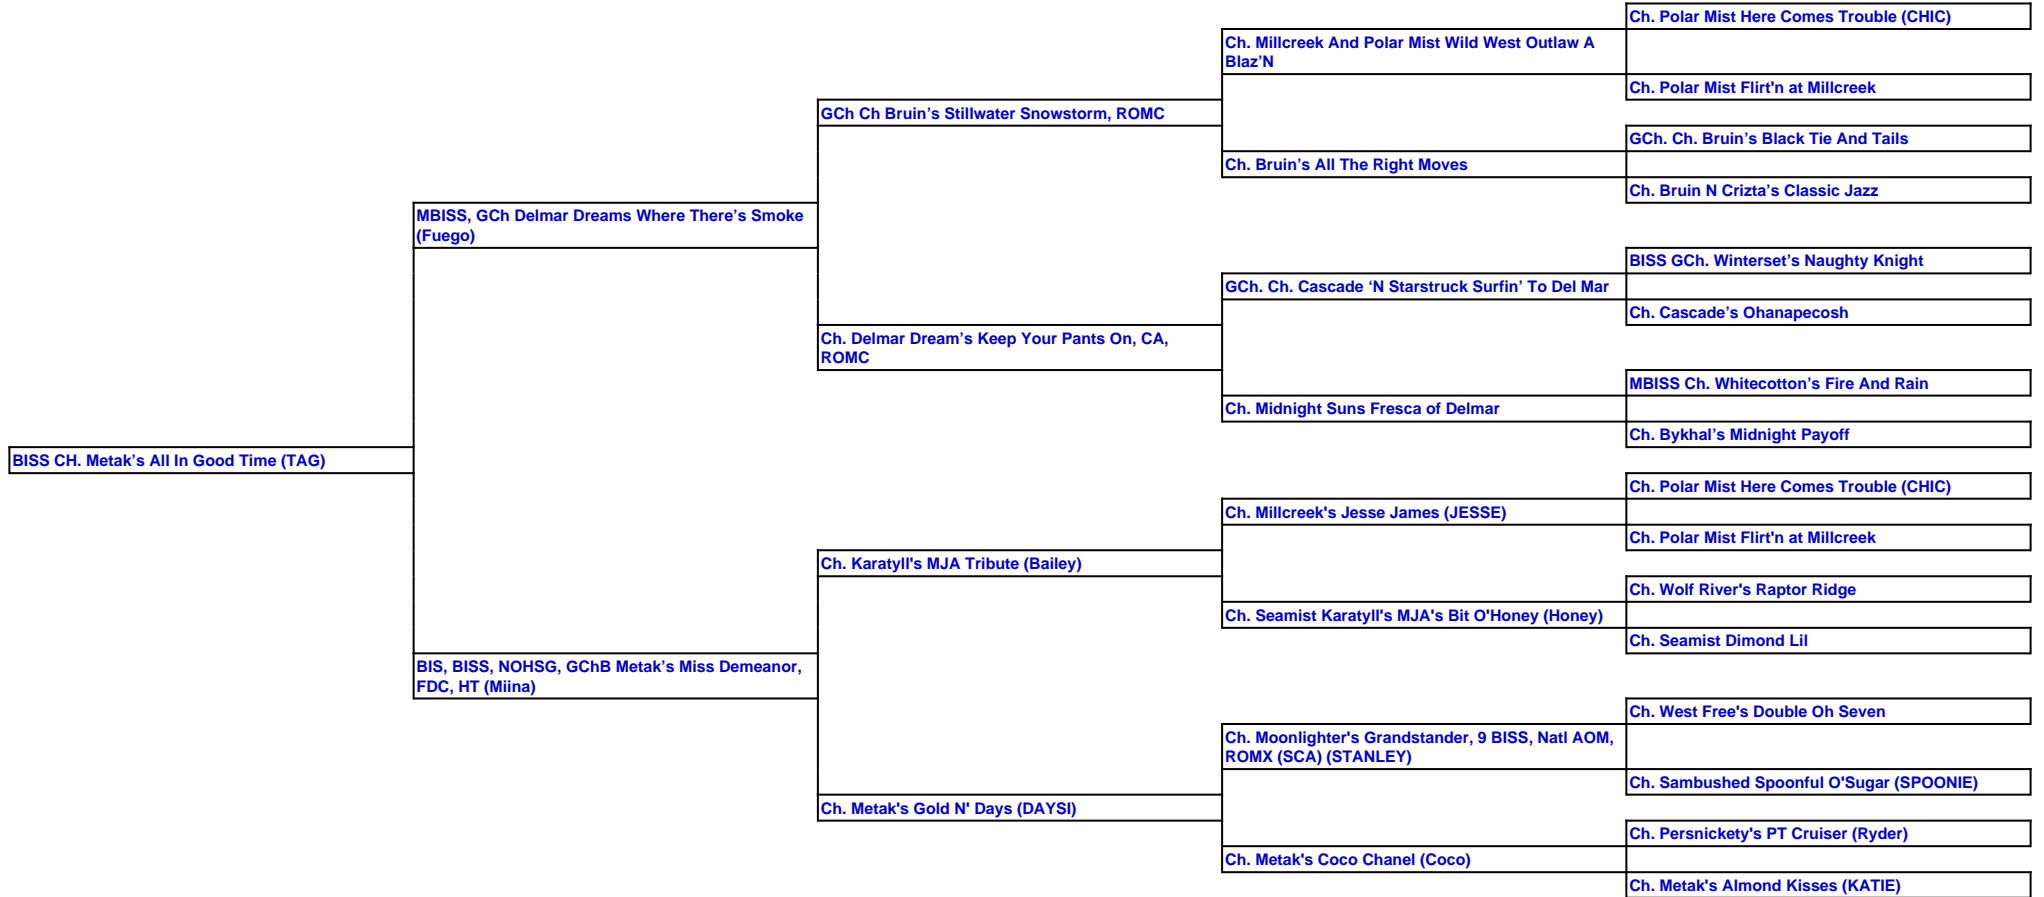 Ch. Polar Mist Here Comes Trouble (CHIC)
Ch. Millcreek And Polar Mist Wild West Outlaw A
Blaz’N
Ch. Polar Mist Flirt'n at Millcreek
GCh Ch Bruin’s Stillwater Snowstorm, ROMC
GCh. Ch. Bruin’s Black Tie And Tails
Ch. Bruin’s All The Right Moves
Ch. Bruin N Crizta’s Classic Jazz
MBISS, GCh Delmar Dreams Where There’s Smoke
(Fuego)
BISS GCh. Winterset’s Naughty Knight
GCh. Ch. Cascade ‘N Starstruck Surfin’ To Del Mar
Ch. Cascade’s Ohanapecosh
Ch. Delmar Dream’s Keep Your Pants On, CA,
ROMC
MBISS Ch. Whitecotton’s Fire And Rain
Ch. Midnight Suns Fresca of Delmar
Ch. Bykhal’s Midnight Payoff
BISS CH. Metak’s All In Good Time (TAG)
Ch. Polar Mist Here Comes Trouble (CHIC)
Ch. Millcreek's Jesse James (JESSE)
Ch. Polar Mist Flirt'n at Millcreek
Ch. Karatyll's MJA Tribute (Bailey)
Ch. Wolf River's Raptor Ridge
Ch. Seamist Karatyll's MJA's Bit O'Honey (Honey)
Ch. Seamist Dimond Lil
BIS, BISS, NOHSG, GChB Metak’s Miss Demeanor,
FDC, HT (Miina)
Ch. West Free's Double Oh Seven
Ch. Moonlighter's Grandstander, 9 BISS, Natl AOM,
ROMX (SCA) (STANLEY)
Ch. Sambushed Spoonful O'Sugar (SPOONIE)
Ch. Metak's Gold N' Days (DAYSI)
Ch. Persnickety's PT Cruiser (Ryder)
Ch. Metak's Coco Chanel (Coco)
Ch. Metak's Almond Kisses (KATIE)